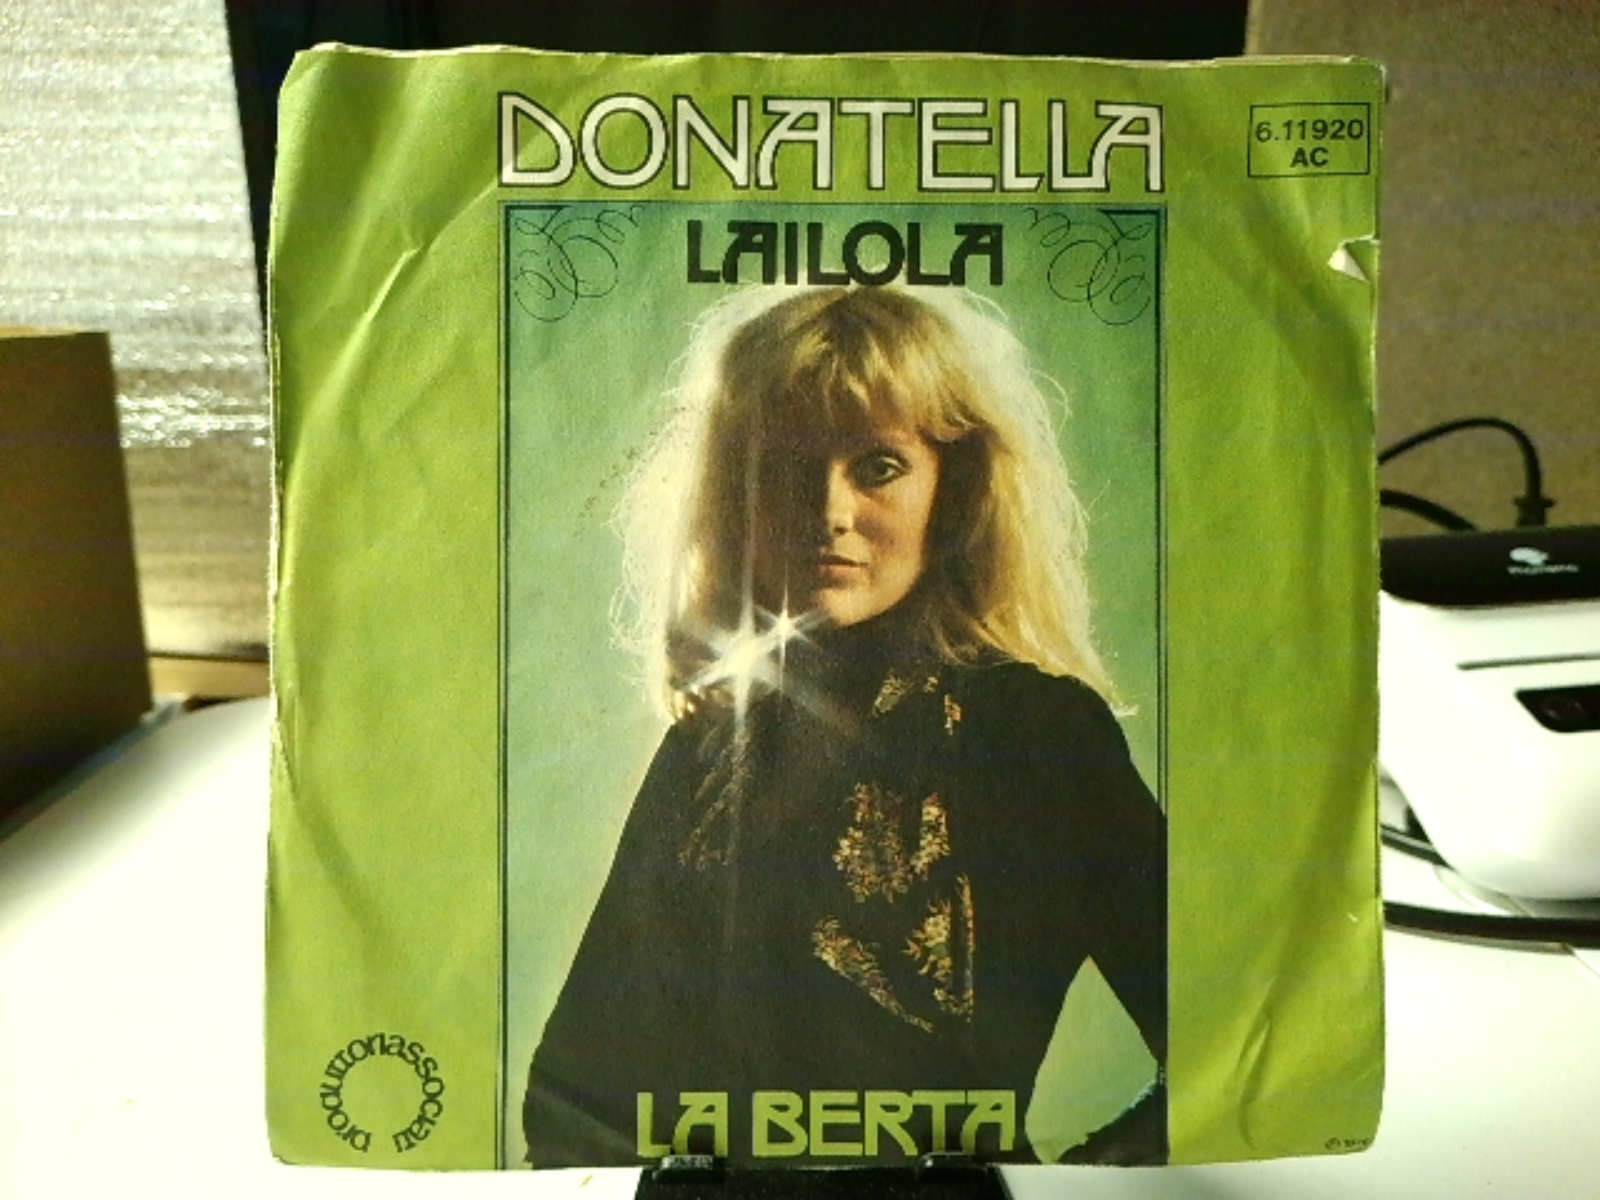 DONATELLA
6.11920
AC
LAILOLA
LA BERTA
produttoriassociati